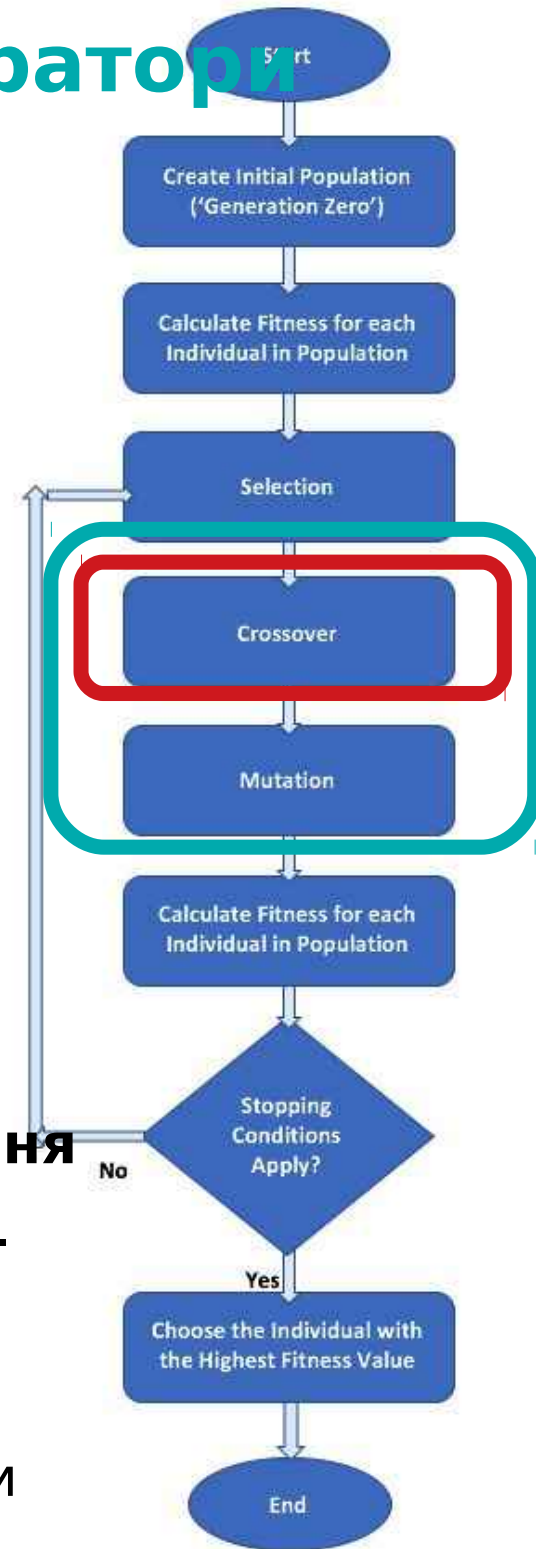 ратори
Start
Create Initial Population
(‘Generation Zero’)
Calculate Fitness for each
Individual in Population
Selection
Crossover
Mutation
Calculate Fitness for each
Individual in Population
Stopping
Conditions
Apply?
ня
No
Yes
Choose the Individual with
the Highest Fitness Value
и
End